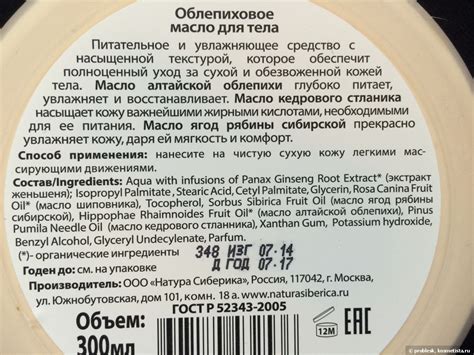 Облепиховое
масло для тела
Питательное и увлажняющее средство с
насыщенной текстурой, которое обеспечит
полноценный уход за сухой и обезвоженной кожей
тела. Масло алтайской облепихи глубоко питает,
увлажняет и восстанавливает. Масло кедрового стланика
насыщает кожу важнейшими жирными кислотами, необходимыми
для ее питания. Масло ягод рябины сибирской прекрасно
увлажняет кожу, даря ей мягкость и комфорт.
Способ применения: нанесите на чистую сухую кожу легкими мас-
сирующими движениями.
Состав/Ingredients: Aqua with infusions of Panax Ginseng Root Extract* (экстракт
женьшеня); Isopropyl Palmitate, Stearic Acid, Cetyl Palmitate, Glycerin, Rosa Canina Fruit
Oil* (масло шиповника), Tocopherol, Sorbus Sibirica Fruit Oil (масло ягод рябины
сибирской), Hippophae Rhaimnoides Fruit Oil* (масло алтайской облепихи), Pinus
Pumila Needle Oil (масло кедрового стланика), Xanthan Gum, Potassium hydroxide,
Benzyl Alcohol, Glyceryl Undecylenate, Parfum.
(*)- органические ингредиенты 348 ИЗГ 07.14
Годен до: см. на упаковке Д ГОД 07.17
Производитель: ООО «Натура Сиберика», Россия, 117042, г. Москва,
ул. Южнобутовская, дом 101, комн. 18 а. www.naturasiberica.ru
ГОСТ Р 52343-2005
Объем:
300мл
12М
EAC
© problesk, kosmetista.ru